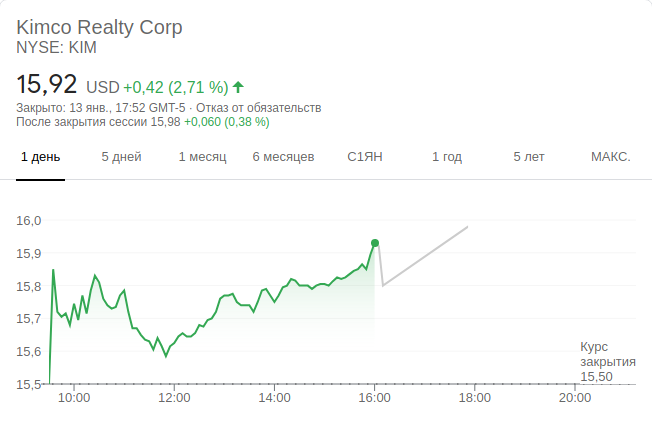 Kimco Realty Corp
NYSE: KIM
15,92 USD +0,42 (2,71 %)
Закрыто: 13 янв., 17:52 GMT-5 · Отказ от обязательств
После закрытия сессии 15,98 +0,060 (0,38 %)
1 день 5 дней 1 месяц 6 месяцев С1ЯН 1 год 5 лет МАКС.
16,0
15,9
15,8
15,7
15,6
Курс
закрытия
15,50
15,5
10:00 12:00 14:00 16:00 18:00 20:00